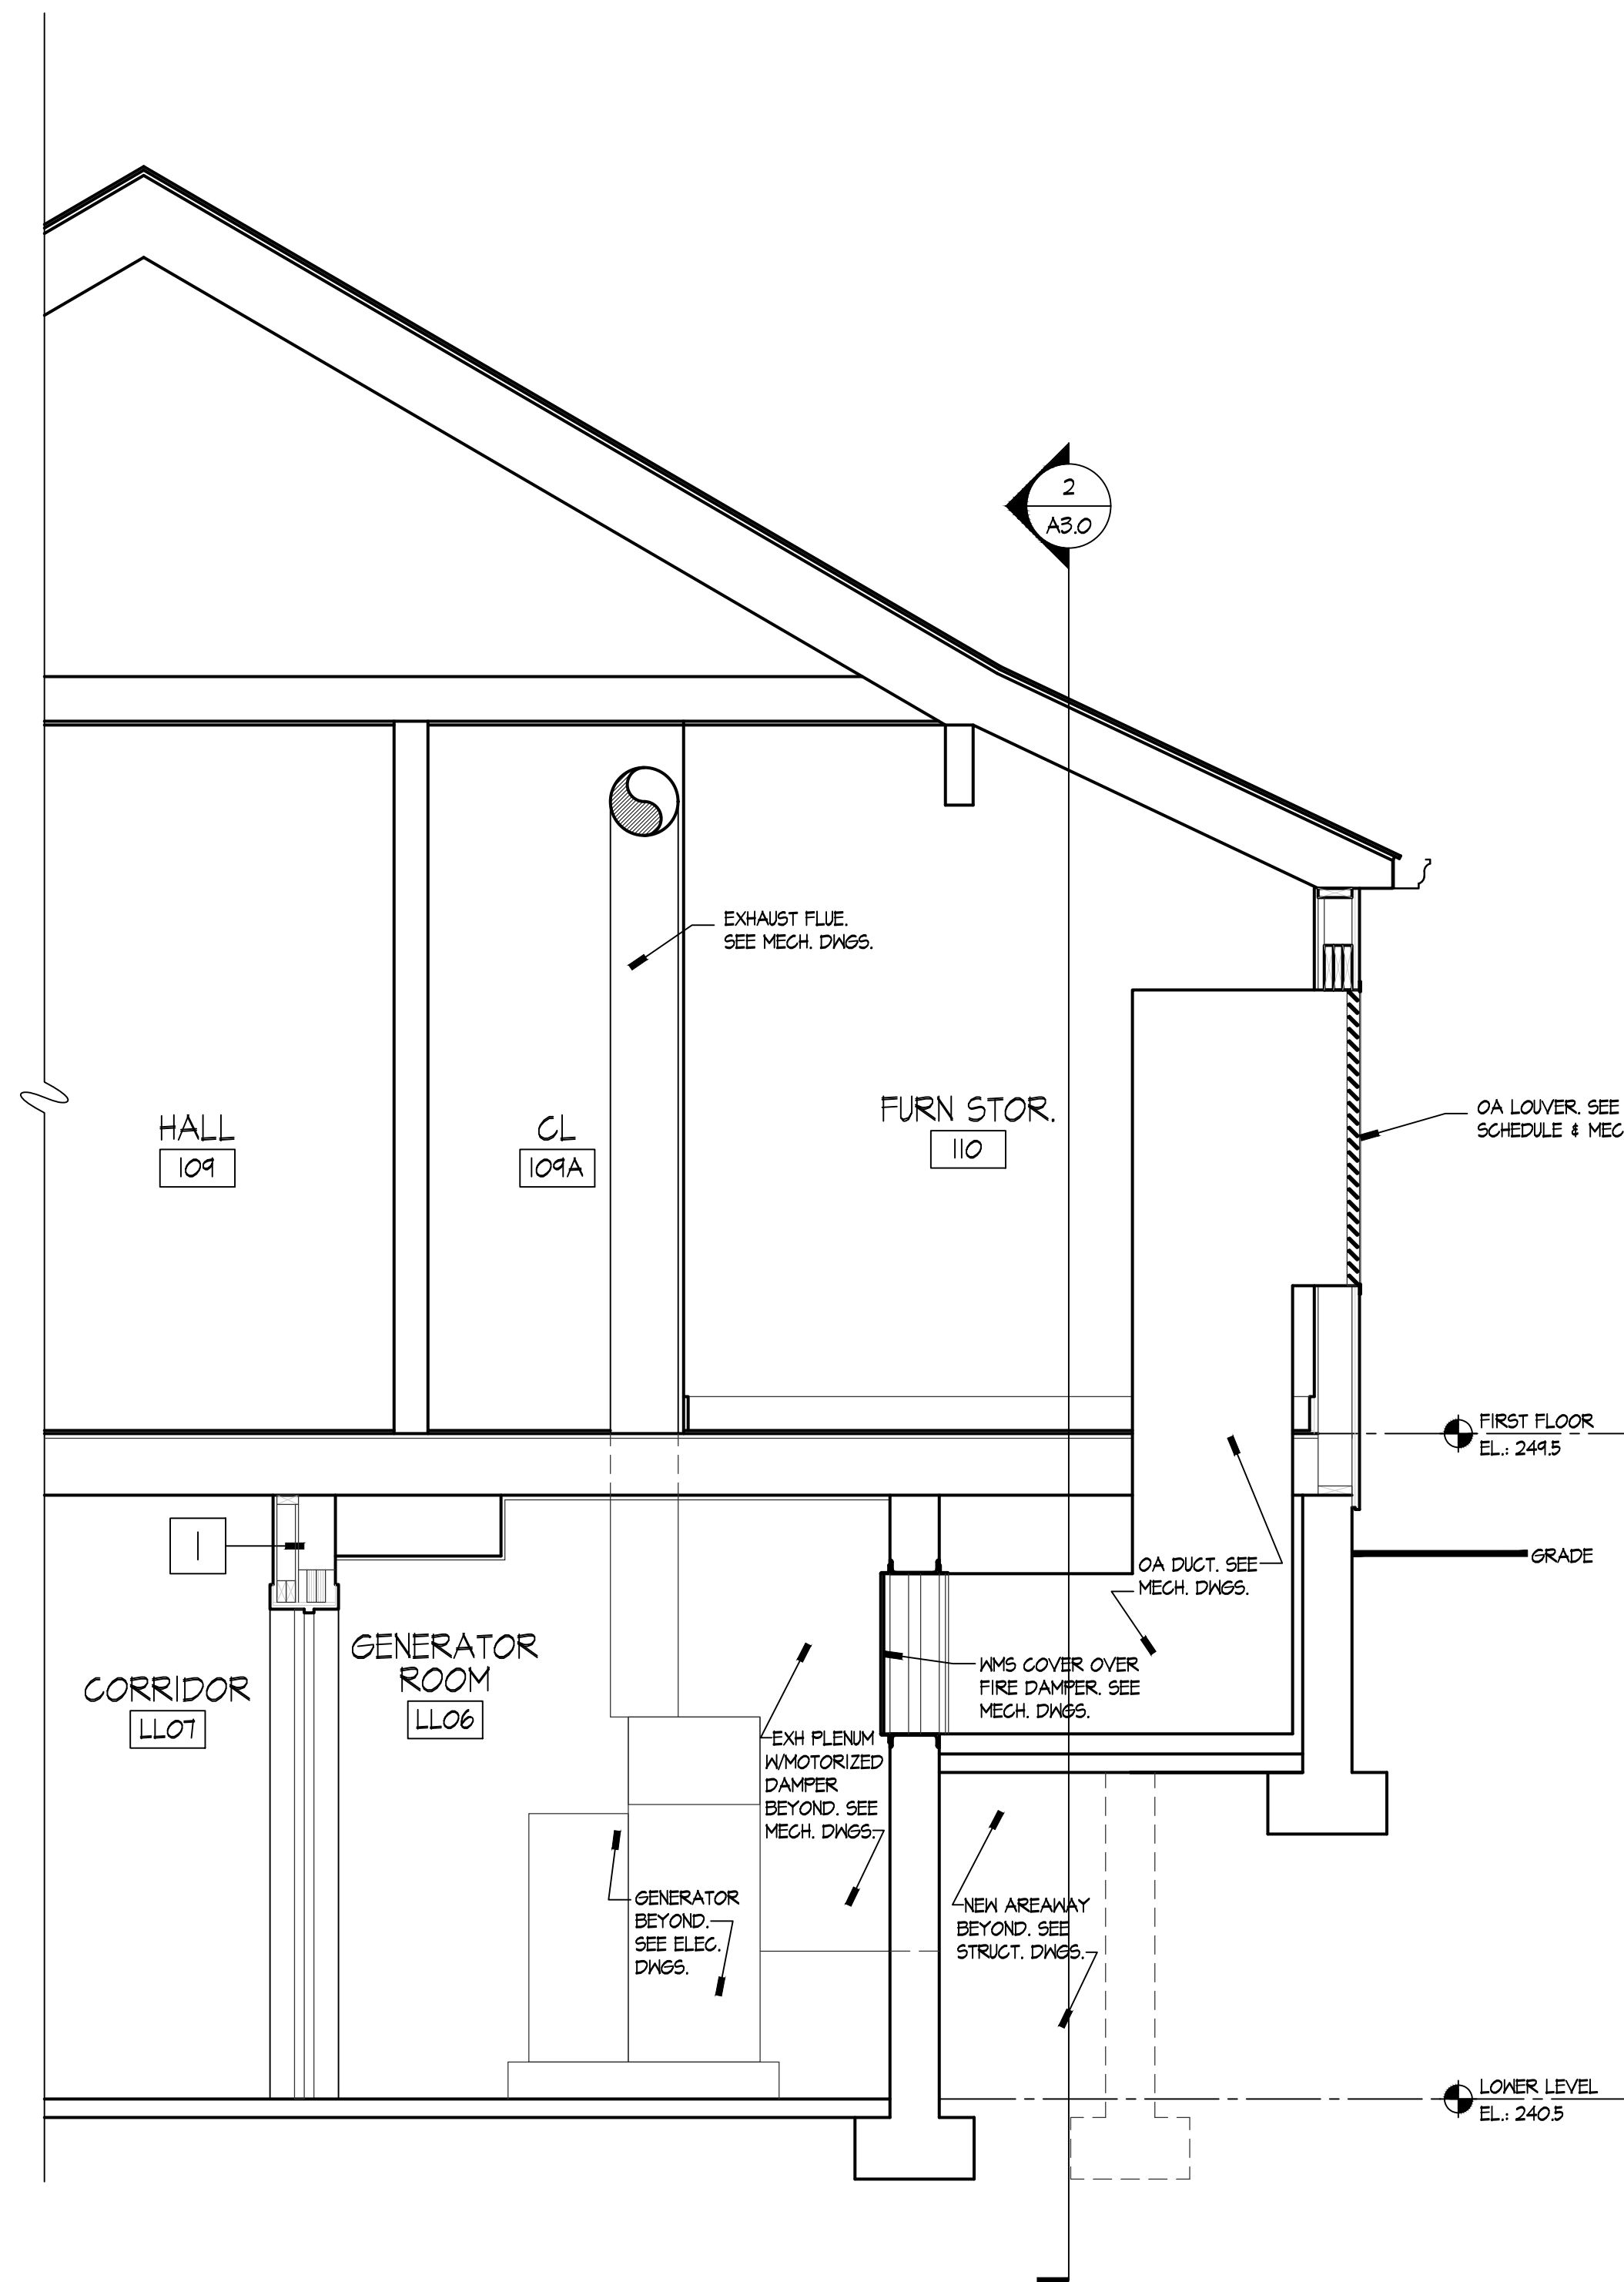 2
A3.0
EXHAUST FLUE.
SEE MECH. DWGS.
HALL
109
CL
109A
FURN STOR.
110
OA LOUVER. SEE
SCHEDULE & MEC
FIRST FLOOR
EL.: 249.5
1
GRADE
OA DUCT. SEE
MECH. DWGS.
GENERATOR
ROOM
LL06
CORRIDOR
LL07
WMS COVER OVER
FIRE DAMPER. SEE
MECH. DWGS.
EXH PLENUM
W/MOTORIZED
DAMPER
BEYOND. SEE
MECH. DWGS.
GENERATOR
BEYOND.
SEE ELEC.
DWGS.
NEW AREAWAY
BEYOND. SEE
STRUCT. DWGS.
LOWER LEVEL
EL.: 240.5